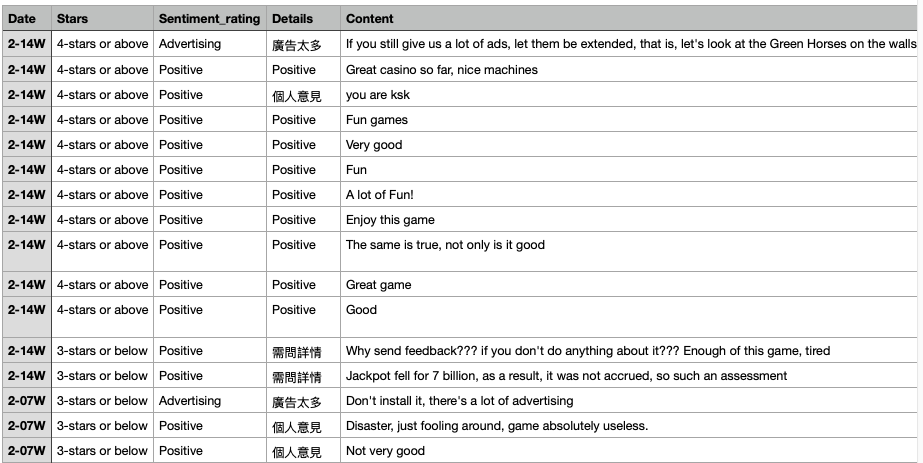 Date Stars Sentiment_rating Details Content
2-14W 4-stars or above Advertising 廣告太多 If you still give us a lot of ads, let them be extended, that is, let's look at the Green Horses on the walls
2-14W 4-stars or above Positive Positive Great casino so far, nice machines
2-14W 4-stars or above Positive 個人意見 you are ksk
2-14W 4-stars or above Positive Positive Fun games
2-14W 4-stars or above Positive Positive Very good
2-14W 4-stars or above Positive Positive Fun
2-14W 4-stars or above Positive Positive A lot of Fun!
2-14W 4-stars or above Positive Positive Enjoy this game
2-14W 4-stars or above Positive Positive The same is true, not only is it good
2-14W 4-stars or above Positive Positive Great game
2-14W 4-stars or above Positive Positive Good
2-14W 3-stars or below Positive 需問詳情 Why send feedback??? if you don't do anything about it??? Enough of this game, tired
2-14W 3-stars or below Positive 需問詳情 Jackpot fell for 7 billion, as a result, it was not accrued, so such an assessment
2-07W 3-stars or below Advertising 廣告太多 Don't install it, there's a lot of advertising
2-07W 3-stars or below Positive 個人意見 Disaster, just fooling around, game absolutely useless.
2-07W 3-stars or below Positive 個人意見 Not very good